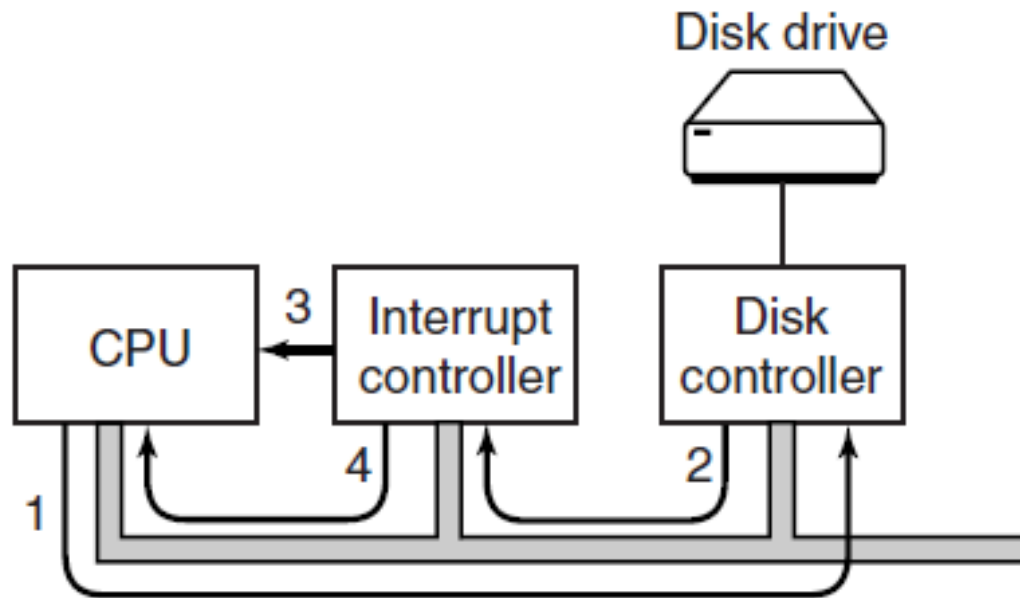 Disk drive
CPU
3
Interrupt
controller
Disk
controller
1
4
2